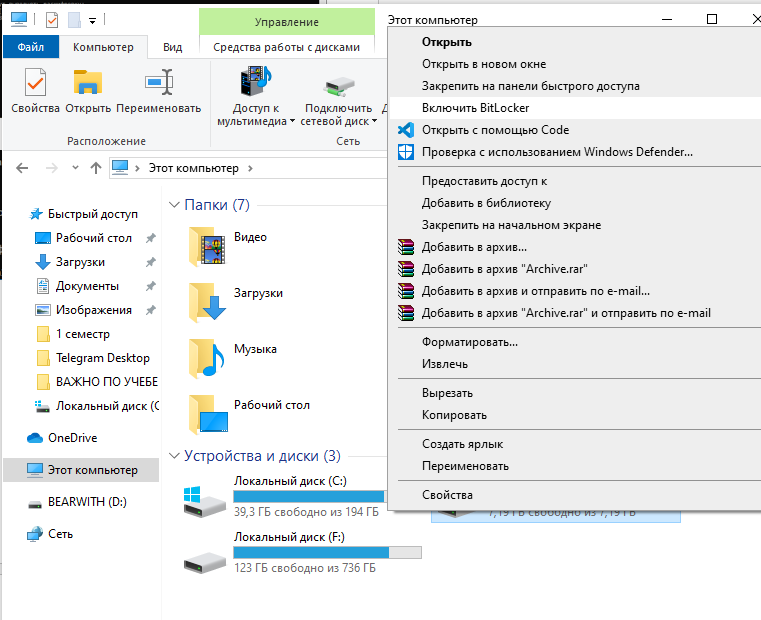 Управление
Этот компьютер
Файл
Компьютер
Вид
Средства работы с дисками
Свойства
Открыть
Переименовать
Доступ к
мультимедиа
Подключить
сетевой диск
Расположение
Сеть
Этот компьютер
Быстрый доступ
Рабочий стол
Загрузки
Документы
Изображения
1 семестр
Telegram Desktop
ВАЖНО ПО УЧЕБЕ
Локальный диск (C
OneDrive
Этот компьютер
BEARWITH (D:)
Сеть
Папки (7)
Видео
Загрузки
Музыка
Рабочий стол
Устройства и диски (3)
Локальный диск (C:)
39,3 ГБ свободно из 194 ГБ
7,19 ГБ свободно из 7,19 ГБ
Локальный диск (F:)
123 ГБ свободно из 736 ГБ
Открыть
Открыть в новом окне
Закрепить на панели быстрого доступа
Включить BitLocker
Открыть с помощью Code
Проверка с использованием Windows Defender...
Предоставить доступ к
Добавить в библиотеку
Закрепить на начальном экране
Добавить в архив...
Добавить в архив "Archive.rar"
Добавить в архив и отправить по e-mail...
Добавить в архив "Archive.rar" и отправить по e-mail
Форматировать...
Извлечь
Вырезать
Копировать
Создать ярлык
Переименовать
Свойства